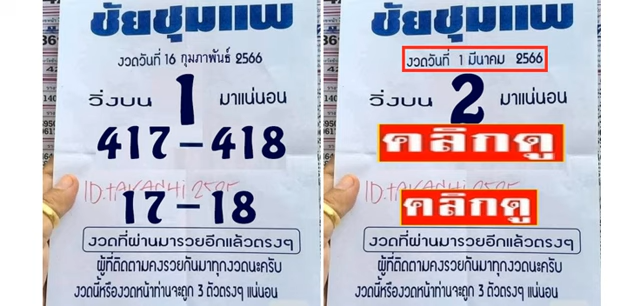 ชัยชุมแพ
งวดวันที่ 16 กุมภาพันธ์ 2566
วิ่งบน 1 มาแน่นอน
417-418
ID.takashi 2525
17-18
งวดที่ผ่านมารวยอีกแล้วตรงๆ
ผู้ที่ติดตามคงรวยกันมาทุกงวดนะครับ
งวดนี้หรืองวดหน้าท่านจะถูก 3 ตัวตรงๆ แน่นอน
ชัยชุมแพ
งวดวันที่ 1 มีนาคม 2566
วิ่งบน 2 มาแน่นอน
คลิกดู
คลิกดู
งวดที่ผ่านมารวยอีกแล้วตรงๆ
ผู้ที่ติดตามคงรวยกันมาทุกงวดนะครับ
งวดนี้หรืองวดหน้าท่านจะถูก 3 ตัวตรงๆ แน่นอน